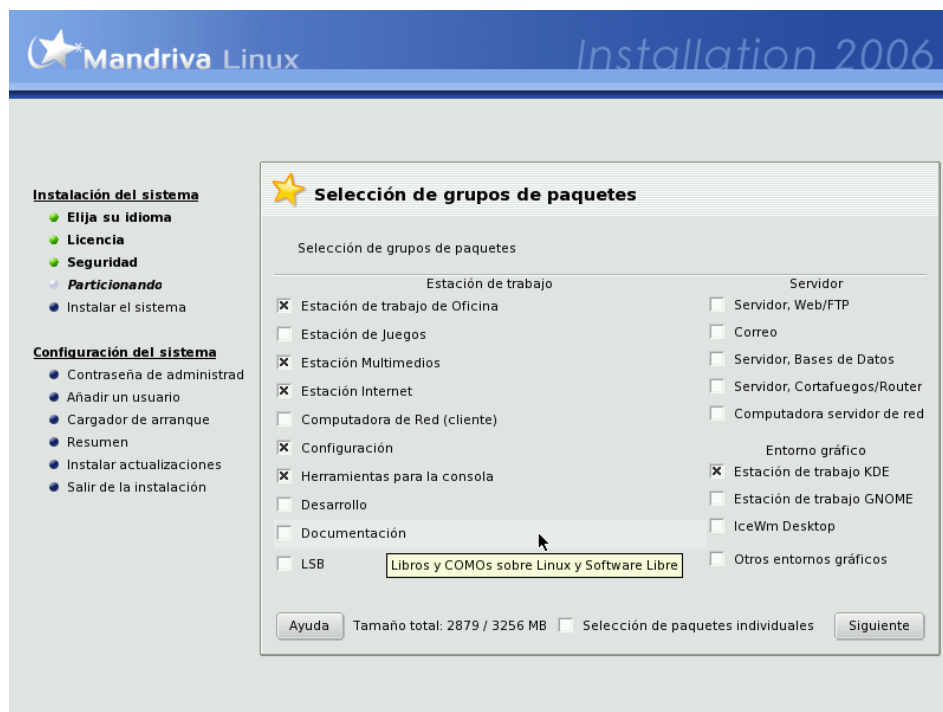 Mandriva Linux
Installation 2006
Instalación del sistema
Elija su idioma
Licencia
Seguridad
Particionando
Instalar el sistema
Configuración del sistema
Contraseña de administrad
Añadir un usuario
Cargador de arranque
Resumen
Instalar actualizaciones
Salir de la instalación
Selección de grupos de paquetes
Selección de grupos de paquetes
Estación de trabajo
Estación de trabajo de Oficina
Estación de Juegos
Estación Multimedios
Estación Internet
Computadora de Red (cliente)
Configuración
Herramientas para la consola
Desarrollo
Documentación
LSB
Libros y COMOs sobre Linux y Software Libre
Servidor
Servidor, Web/FTP
Correo
Servidor, Bases de Datos
Servidor, Cortafuegos/Router
Computadora servidor de red
Entorno gráfico
Estación de trabajo KDE
Estación de trabajo GNOME
IceWm Desktop
Otros entornos gráficos
Ayuda
Tamaño total: 2879 / 3256 MB
Selección de paquetes individuales
Siguiente